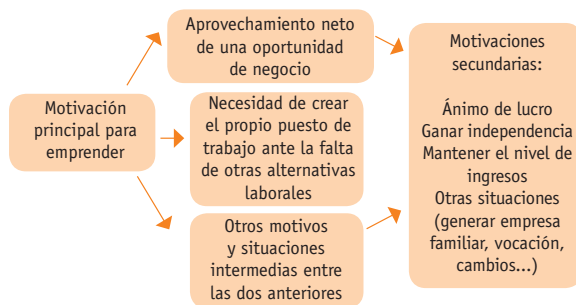 Motivación
principal para
emprender
Aprovechamiento neto
de una oportunidad
de negocio
Necesidad de crear
el propio puesto de
trabajo ante la falta
de otras alternativas
laborales
Otros motivos
y situaciones
intermedias entre
las dos anteriores
Motivaciones
secundarias:
Ánimo de lucro
Ganar independencia
Mantener el nivel de
ingresos
Otras situaciones
(generar empresa
familiar, vocación,
cambios...)